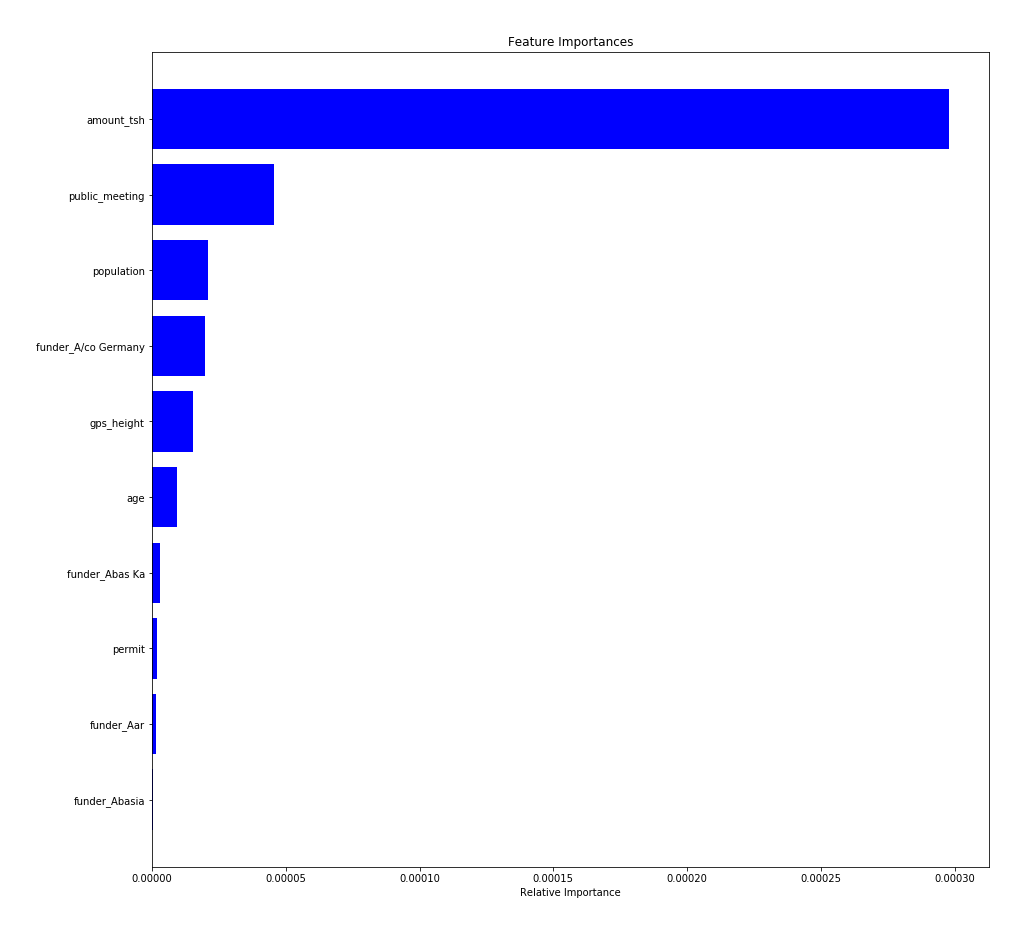 Feature Importances
amount_tsh
public_meeting
population
funder_A/co Germany
gps_height
age
funder_Abas Ka
permit
funder_Aar
funder_Abasia
0.00000 0.00005 0.00010 0.00015 0.00020 0.00025 0.00030
Relative Importance